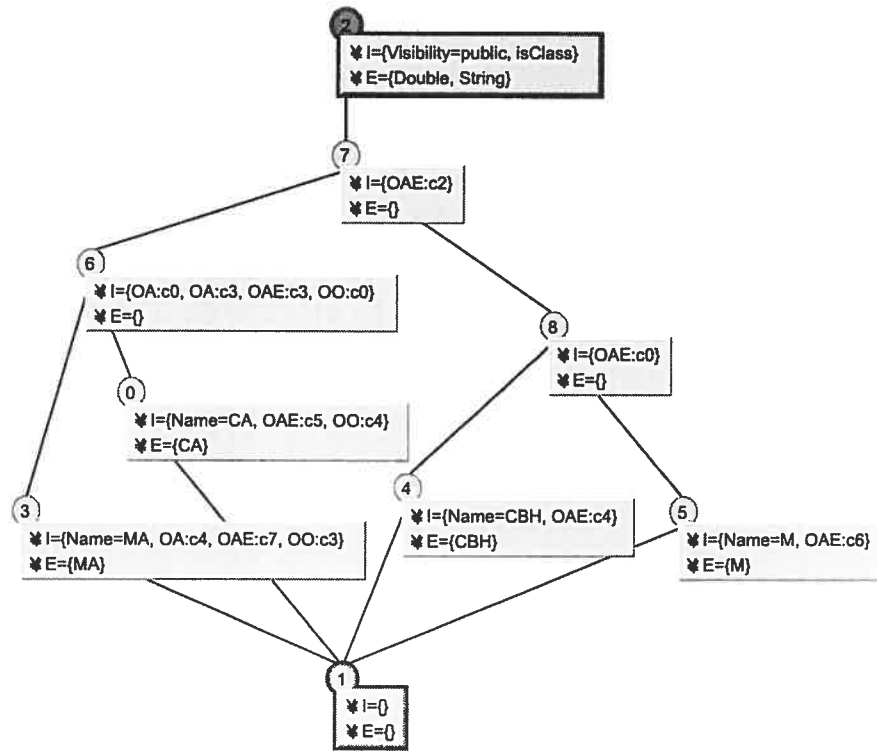 2
¥ I={Visibility=public, isClass}
¥ E={Double, String}
7
¥ I={OAE:c2}
¥ E={}
6
¥ I={OA:c0, OA:c3, OAE:c3, OO:c0}
¥ E={}
8
¥ I={OAE:c0}
¥ E={}
0
¥ I={Name=CA, OAE:c5, OO:c4}
¥ E={CA}
3
¥ I={Name=MA, OA:c4, OAE:c7, OO:c3}
¥ E={MA}
4
¥ I={Name=CBH, OAE:c4}
¥ E={CBH}
5
¥ I={Name=M, OAE:c6}
¥ E={M}
1
¥ I={}
¥ E={}